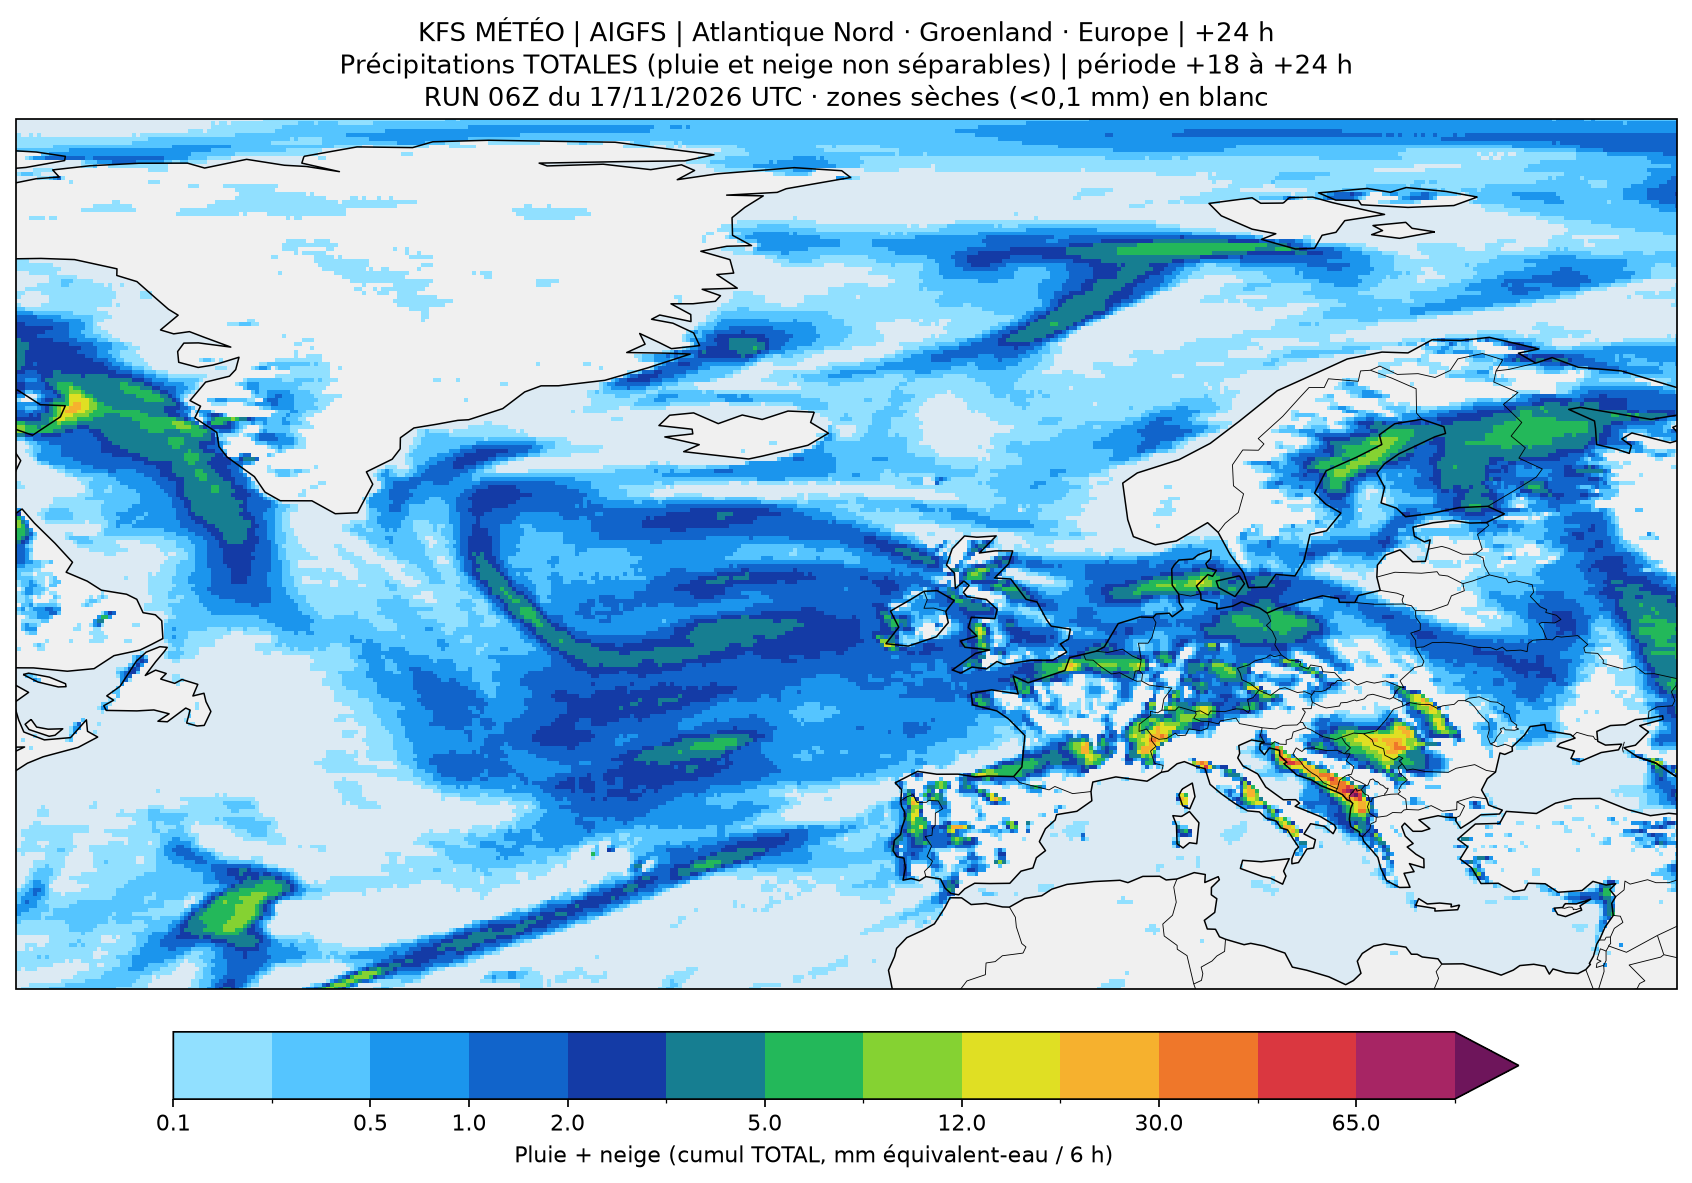 KFS MÉTÉO | AIGFS | Atlantique Nord · Groenland · Europe | +24 h
Précipitations TOTALES (pluie et neige non séparables) | période +18 à +24 h
RUN 06Z du 17/11/2026 UTC · zones sèches (<0,1 mm) en blanc
0.1 0.5 1.0 2.0 5.0 12.0 30.0 65.0
Pluie + neige (cumul TOTAL, mm équivalent-eau / 6 h)